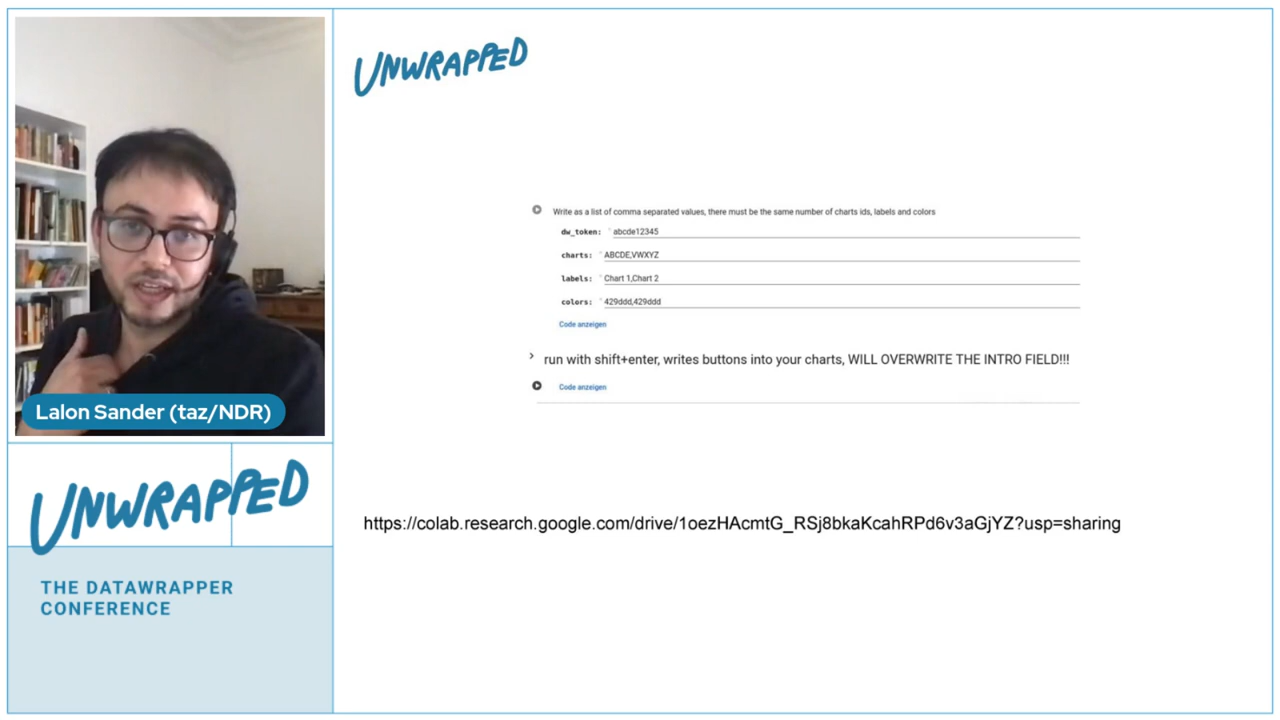 UNWRAPPED
Write as a list of comma separated values, there must be the same number of charts ids, labels and colors
dw_token: " abcde12345
charts: " ABCDE,VWXYZ
labels: " Chart 1,Chart 2
colors: " 429ddd,429ddd
Code anzeigen
run with shift+enter, writes buttons into your charts, WILL OVERWRITE THE INTRO FIELD!!!
Code anzeigen
https://colab.research.google.com/drive/1oezHAcmtG_RSj8bkaKcahRPd6v3aGjYZ?usp=sharing
Lalon Sander (taz/NDR)
UNWRAPPED
THE DATAWRAPPER
CONFERENCE